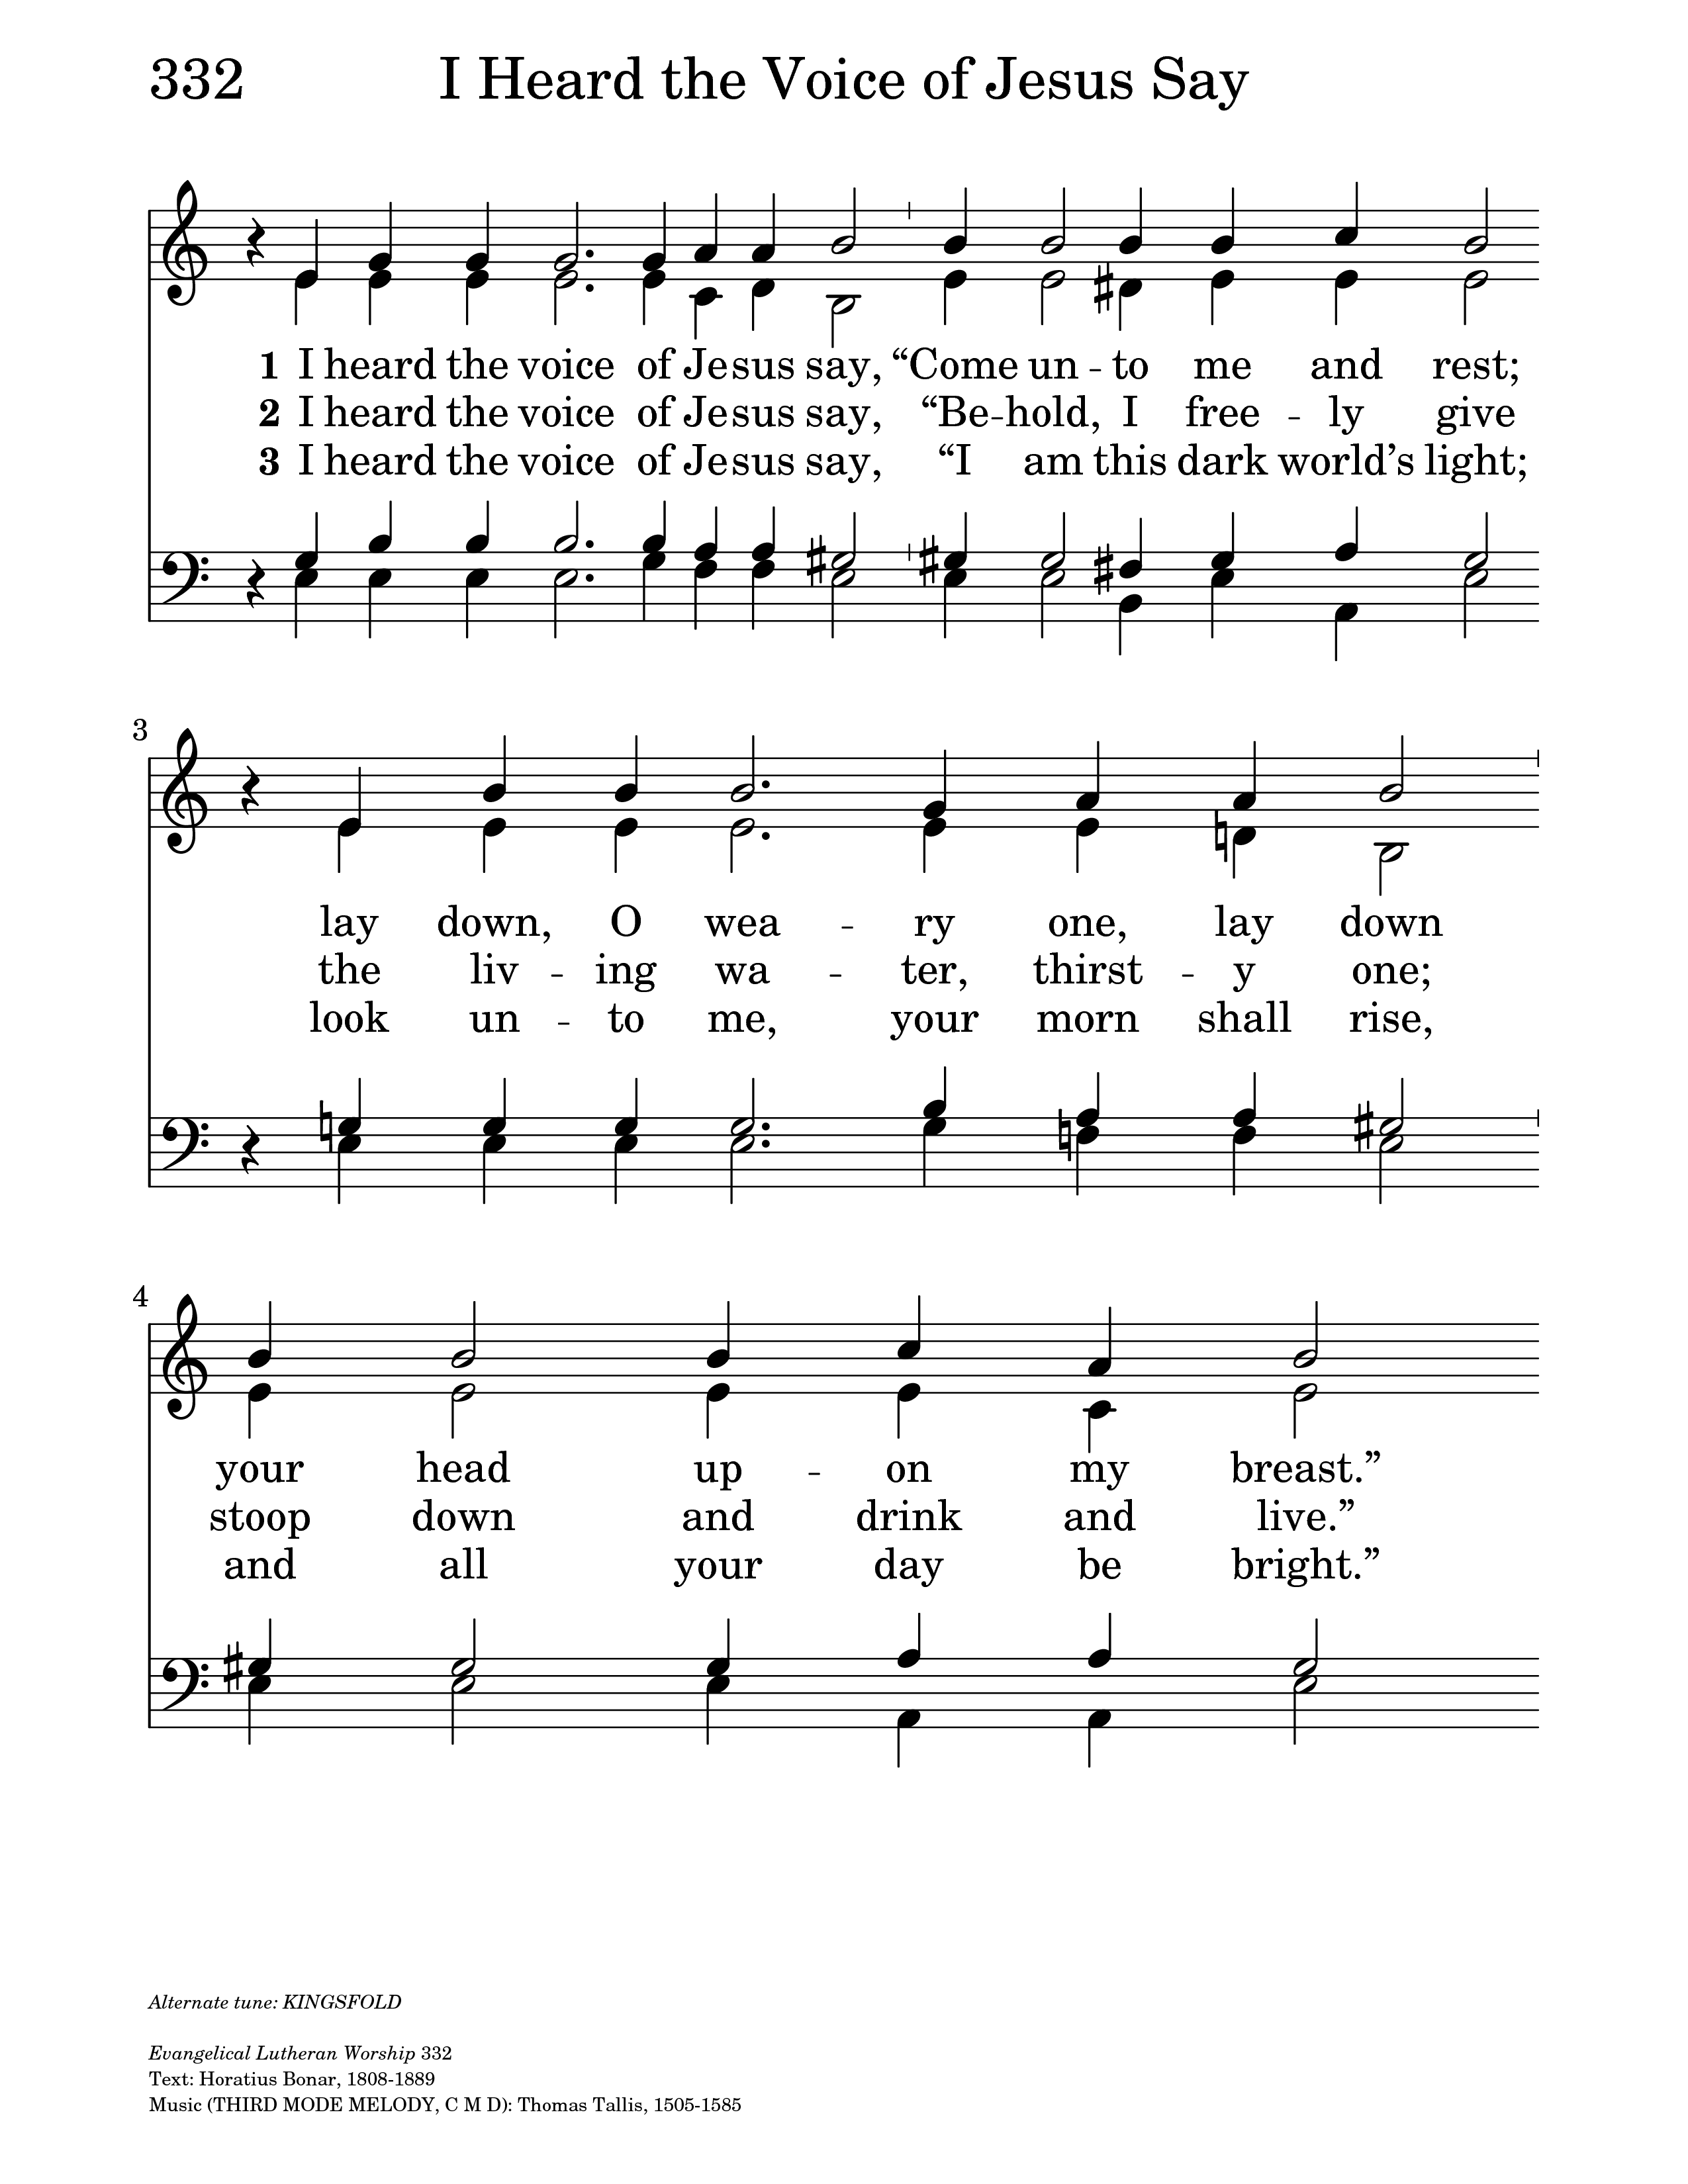 332 I Heard the Voice of Jesus Say
1 I heard the voice of Je-sus say, “Come un - to me and rest;
2 I heard the voice of Je-sus say, “Be - hold, I free - ly give
3 I heard the voice of Je-sus say, “I am this dark world’s light;
3
lay down, O wea - ry one, lay down
the liv - ing wa - ter, thirst - y one;
look un - to me, your morn shall rise,
4
your head up - on my breast.”
stoop down and drink and live.”
and all your day be bright.”
Alternate tune: KINGSFOLD
Evangelical Lutheran Worship 332
Text: Horatius Bonar, 1808-1889
Music (THIRD MODE MELODY, C M D): Thomas Tallis, 1505-1585